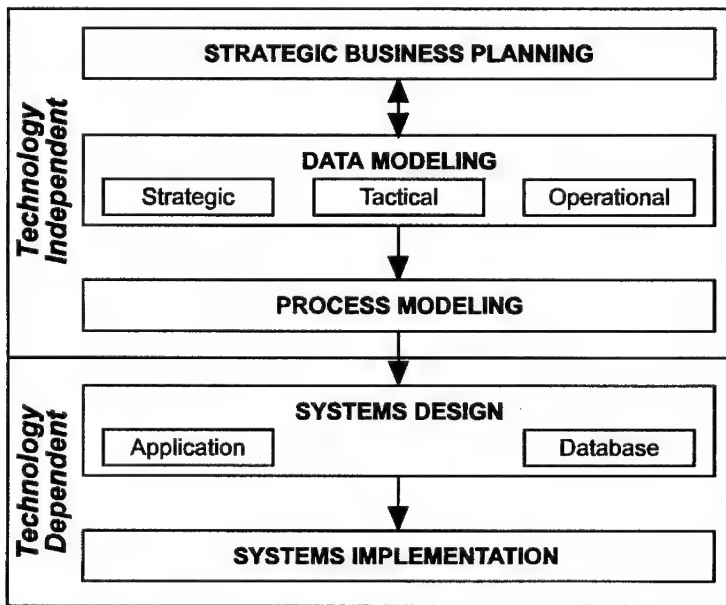 STRATEGIC BUSINESS PLANNING
Technology
Independent
DATA MODELING
Strategic
Tactical
Operational
PROCESS MODELING
Technology
Dependent
SYSTEMS DESIGN
Application
Database
SYSTEMS IMPLEMENTATION